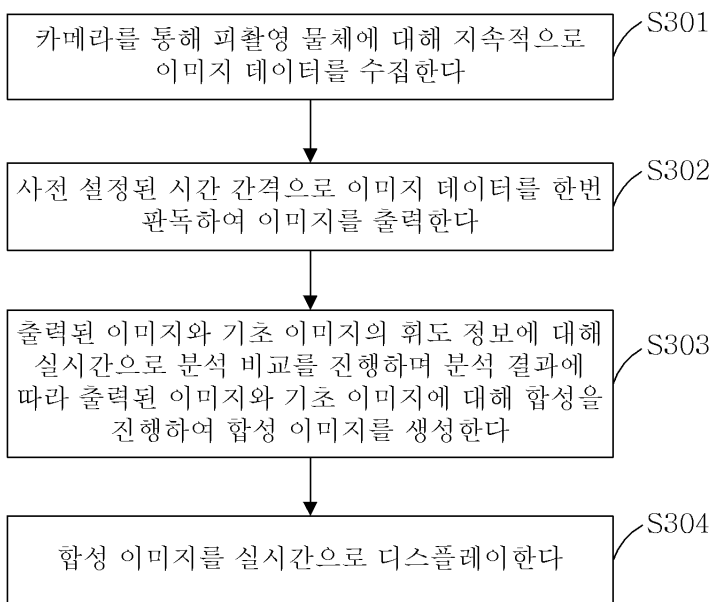 카메라를 통해 피촬영 물체에 대해 지속적으로
이미지 데이터를 수집한다
S301
사전 설정된 시간 간격으로 이미지 데이터를 한번
판독하여 이미지를 출력한다
S302
출력된 이미지와 기초 이미지의 휘도 정보에 대해
실시간으로 분석 비교를 진행하며 분석 결과에
따라 출력된 이미지와 기초 이미지에 대해 합성을
진행하여 합성 이미지를 생성한다
S303
합성 이미지를 실시간으로 디스플레이한다
S304